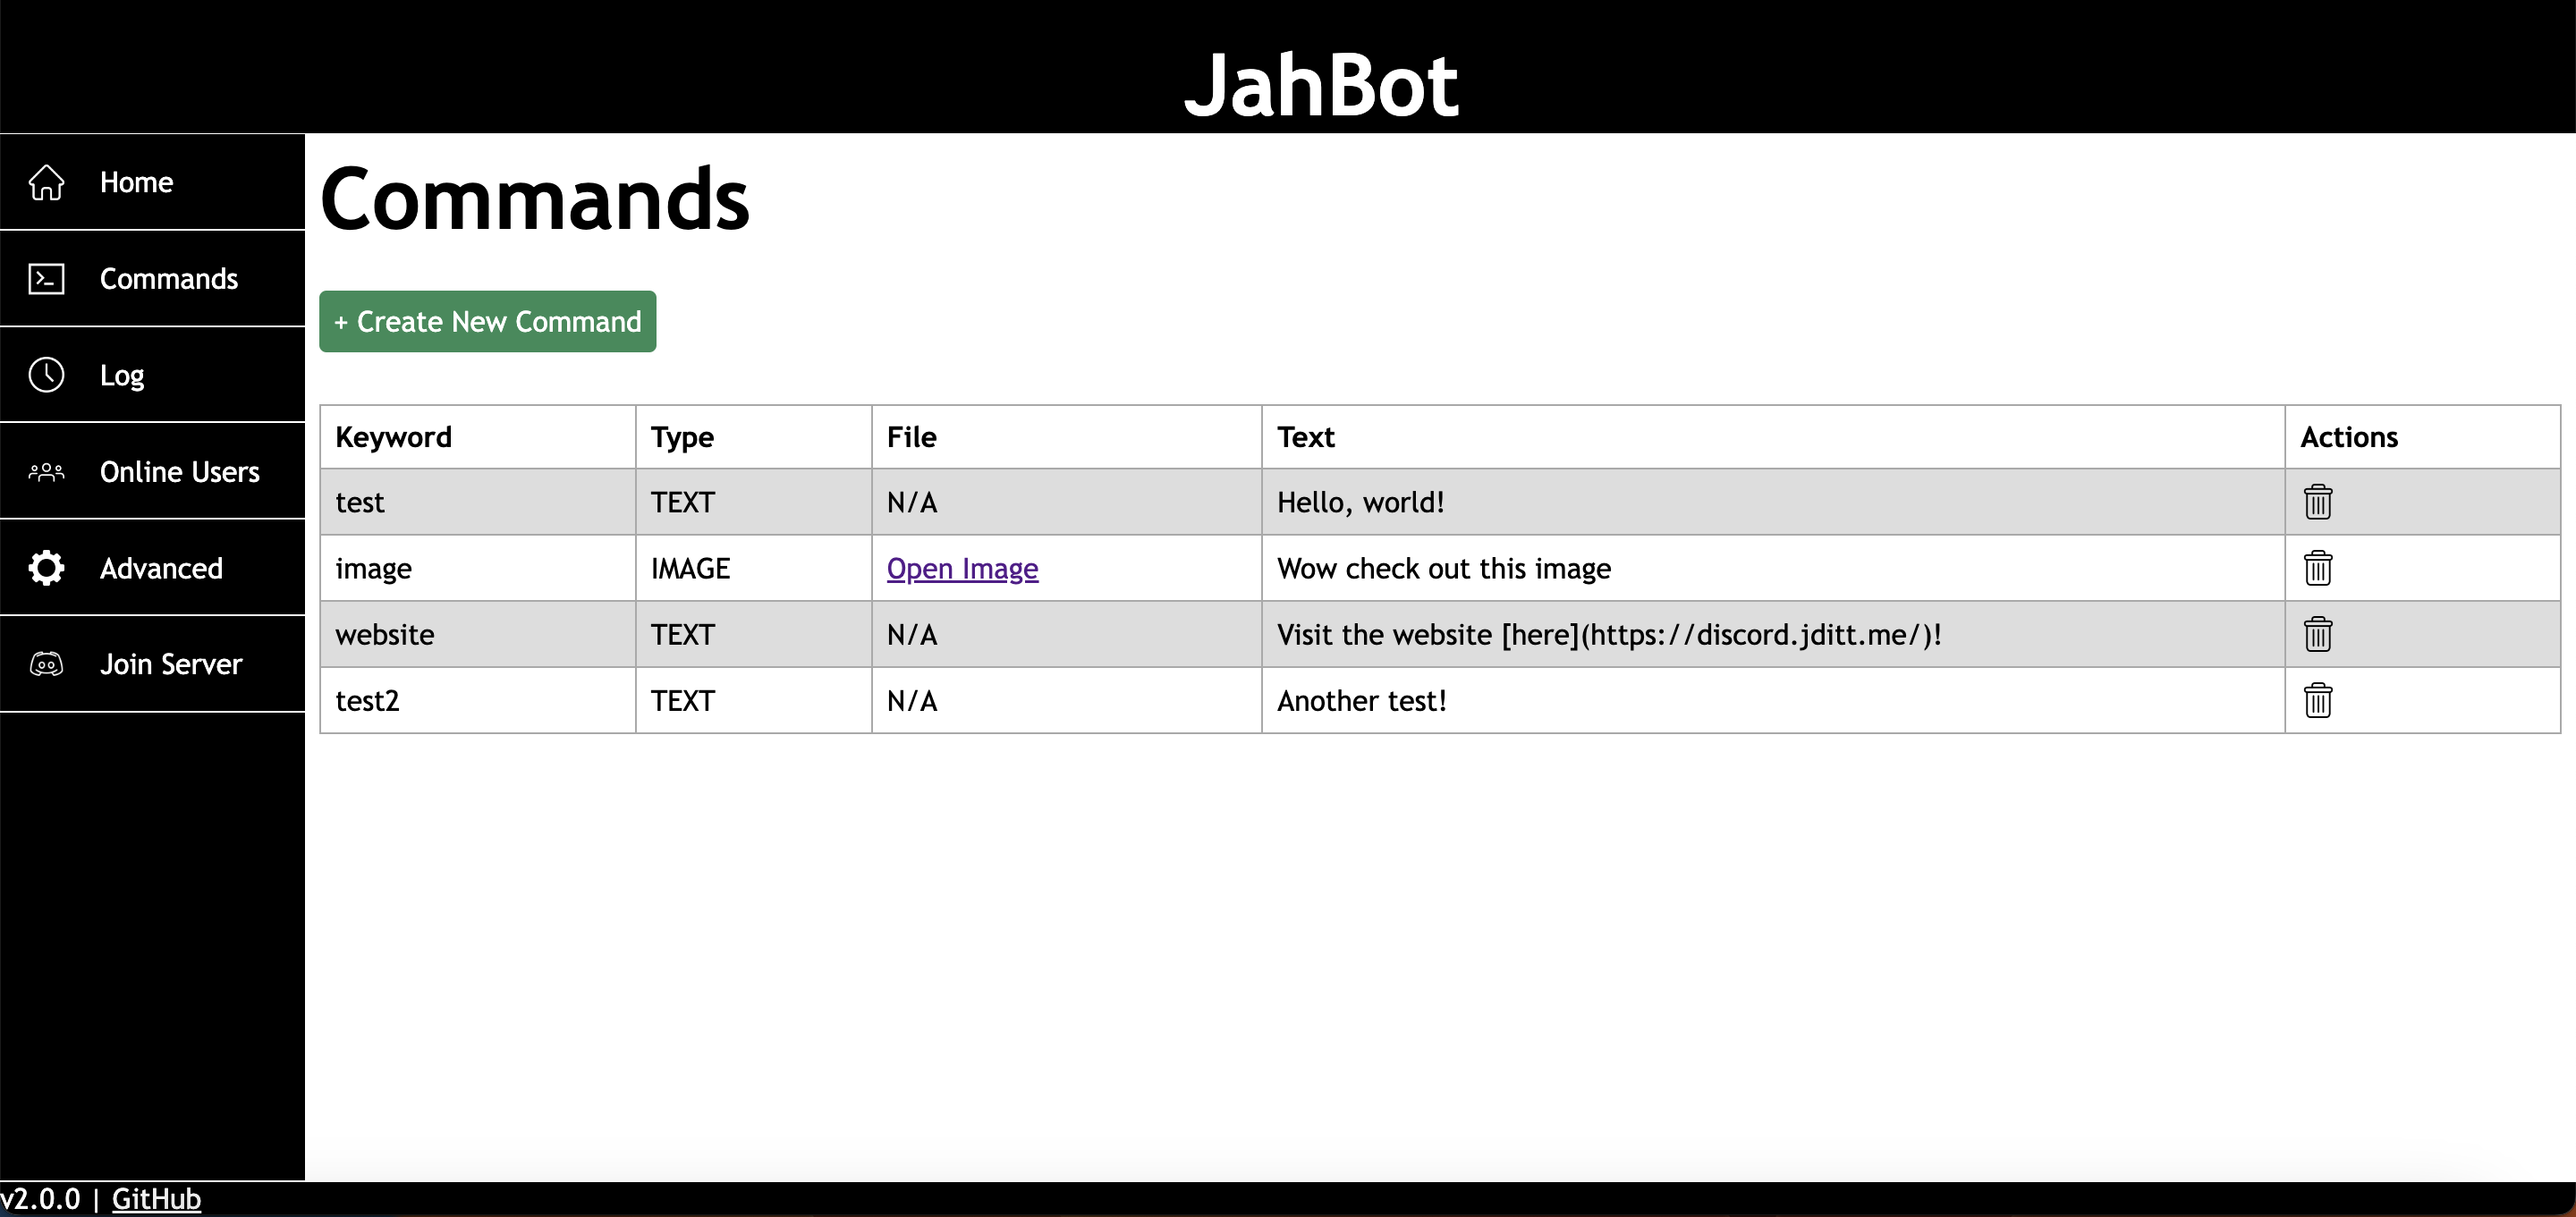 JahBot
Home
Commands
Log
Online Users
Advanced
Join Server
Commands
+ Create New Command
Keyword Type File Text Actions
test TEXT N/A Hello, world!
image IMAGE Open Image Wow check out this image
website TEXT N/A Visit the website [here](https://discord.jditt.me/)!
test2 TEXT N/A Another test!
v2.0.0 | GitHub